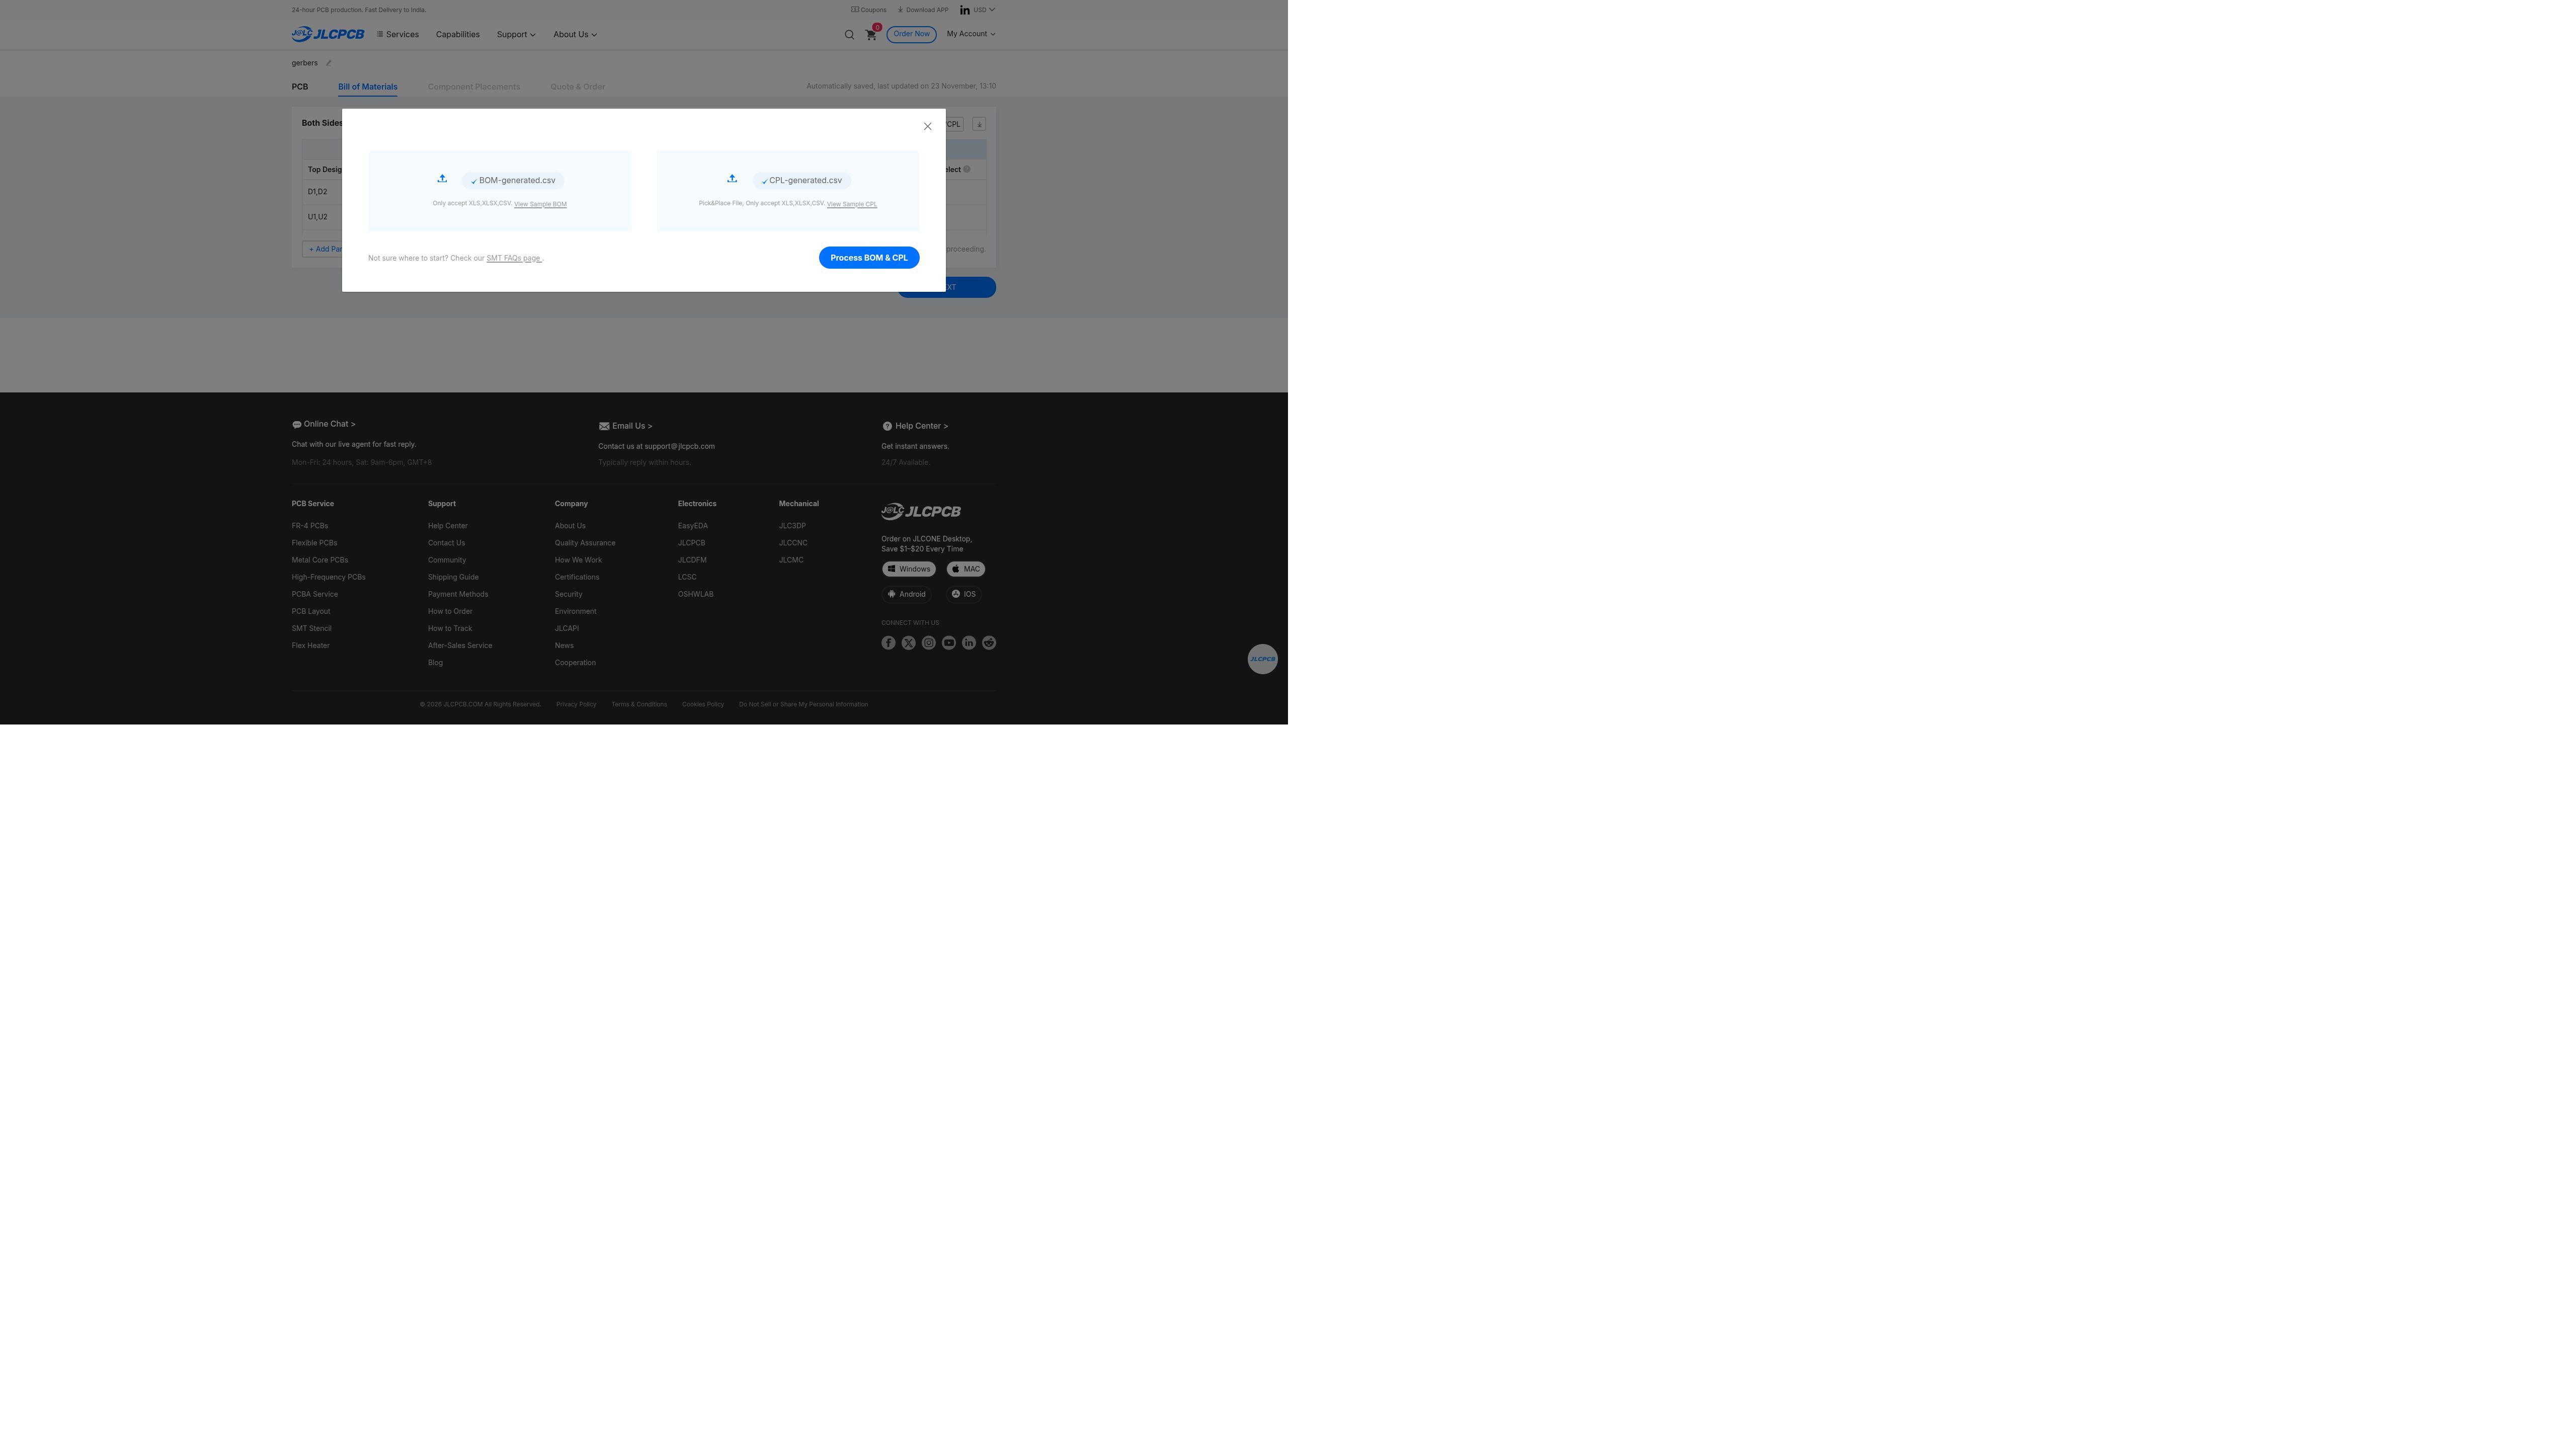 24-hour PCB production, Fast Delivery to India.
Coupons
Download APP
in USD
J@LC JLCPCB
Services
Capabilities
Support
About Us
0
Order Now
My Account
gerbers
PCB
Bill of Materials
Component Placements
Quote & Order
Automatically saved, last updated on 23 November, 13:10
Both Sides
CPL
Top Desig
elect
D1,D2
U1,U2
+ Add Par
proceeding.
XT
BOM-generated.csv
Only accept XLS,XLSX,CSV. View Sample BOM
CPL-generated.csv
Pick&Place File, Only accept XLS,XLSX,CSV. View Sample CPL
Not sure where to start? Check our SMT FAQs page .
Process BOM & CPL
Online Chat >
Chat with our live agent for fast reply.
Mon-Fri: 24 hours, Sat: 9am-6pm, GMT+8
Email Us >
Contact us at support@jlcpcb.com
Typically reply within hours.
Help Center >
Get instant answers.
24/7 Available.
PCB Service
FR-4 PCBs
Flexible PCBs
Metal Core PCBs
High-Frequency PCBs
PCBA Service
PCB Layout
SMT Stencil
Flex Heater
Support
Help Center
Contact Us
Community
Shipping Guide
Payment Methods
How to Order
How to Track
After-Sales Service
Blog
Company
About Us
Quality Assurance
How We Work
Certifications
Security
Environment
JLCAPI
News
Cooperation
Electronics
EasyEDA
JLCPCB
JLCDFM
LCSC
OSHWLAB
Mechanical
JLC3DP
JLCCNC
JLCMC
J@LC JLCPCB
Order on JLCONE Desktop,
Save $1-$20 Every Time
Windows
MAC
Android
iOS
CONNECT WITH US
JLCPCB
© 2026 JLCPCB.COM All Rights Reserved.
Privacy Policy
Terms & Conditions
Cookies Policy
Do Not Sell or Share My Personal Information